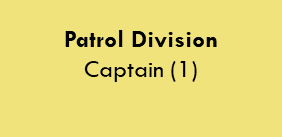 Patrol Division
Captain (1)